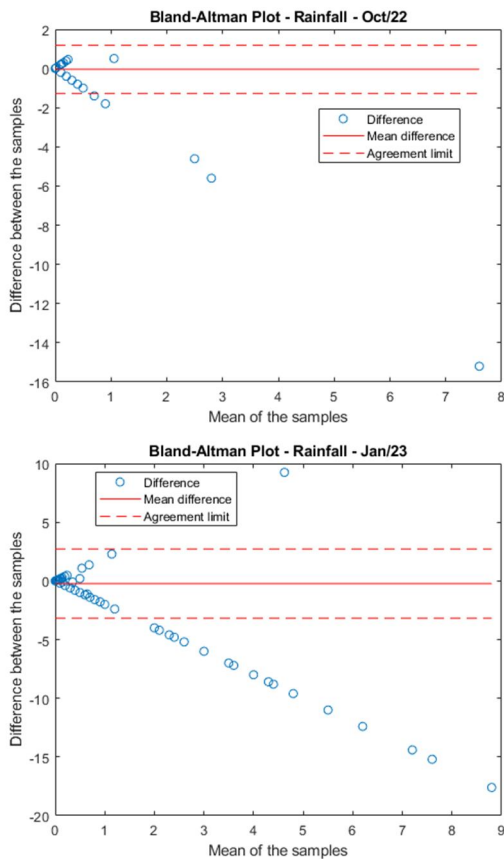 Bland-Altman Plot - Rainfall - Oct/22
2
0
-2
-4
-6
-8
-10
-12
-14
-16
Difference between the samples
Difference
Mean difference
Agreement limit
0 1 2 3 4 5 6 7 8
Mean of the samples
Bland-Altman Plot - Rainfall - Jan/23
10
5
0
-5
-10
-15
-20
Difference between the samples
Difference
Mean difference
Agreement limit
0 1 2 3 4 5 6 7 8 9
Mean of the samples